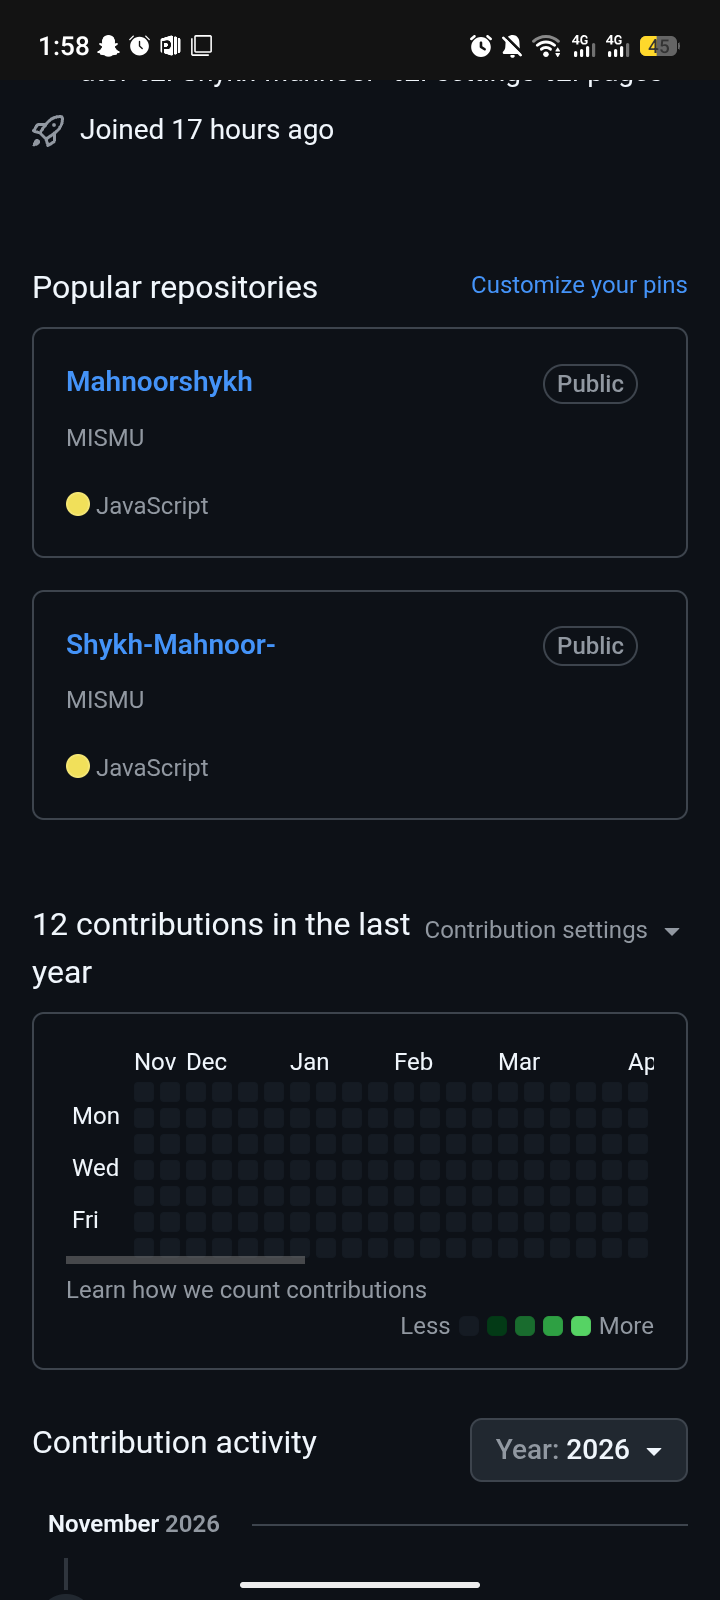 1:58
4G 4G 45
Joined 17 hours ago
Popular repositories
Customize your pins
Mahnoorshykh
Public
MISMU
JavaScript
Shykh-Mahnoor-
Public
MISMU
JavaScript
12 contributions in the last year
Contribution settings
Nov Dec Jan Feb Mar Ap
Mon
Wed
Fri
Learn how we count contributions
Less More
Contribution activity
Year: 2026
November 2026